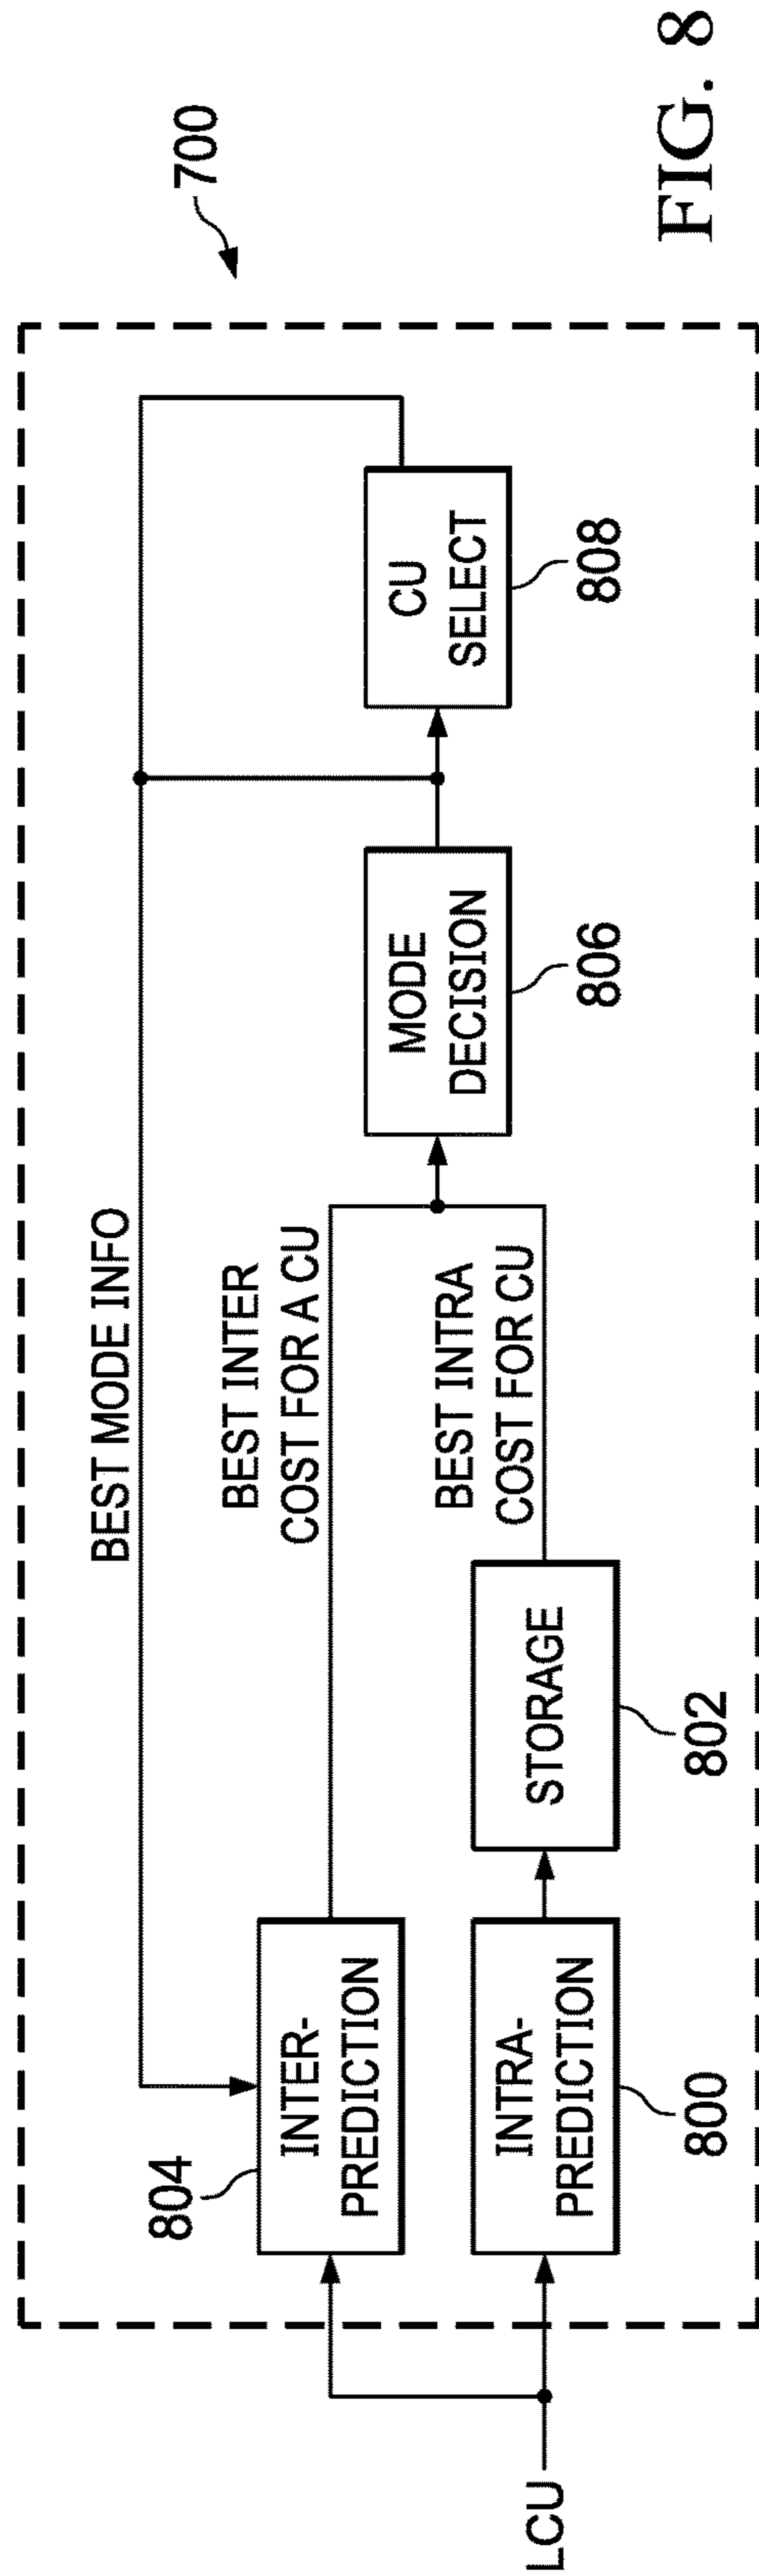 700
BEST MODE INFO
804
INTER-
PREDICTION
BEST INTER
COST FOR A CU
LCU
INTRA-
PREDICTION
800
STORAGE
802
BEST INTRA
COST FOR CU
MODE
DECISION
806
CU
SELECT
808
FIG. 8